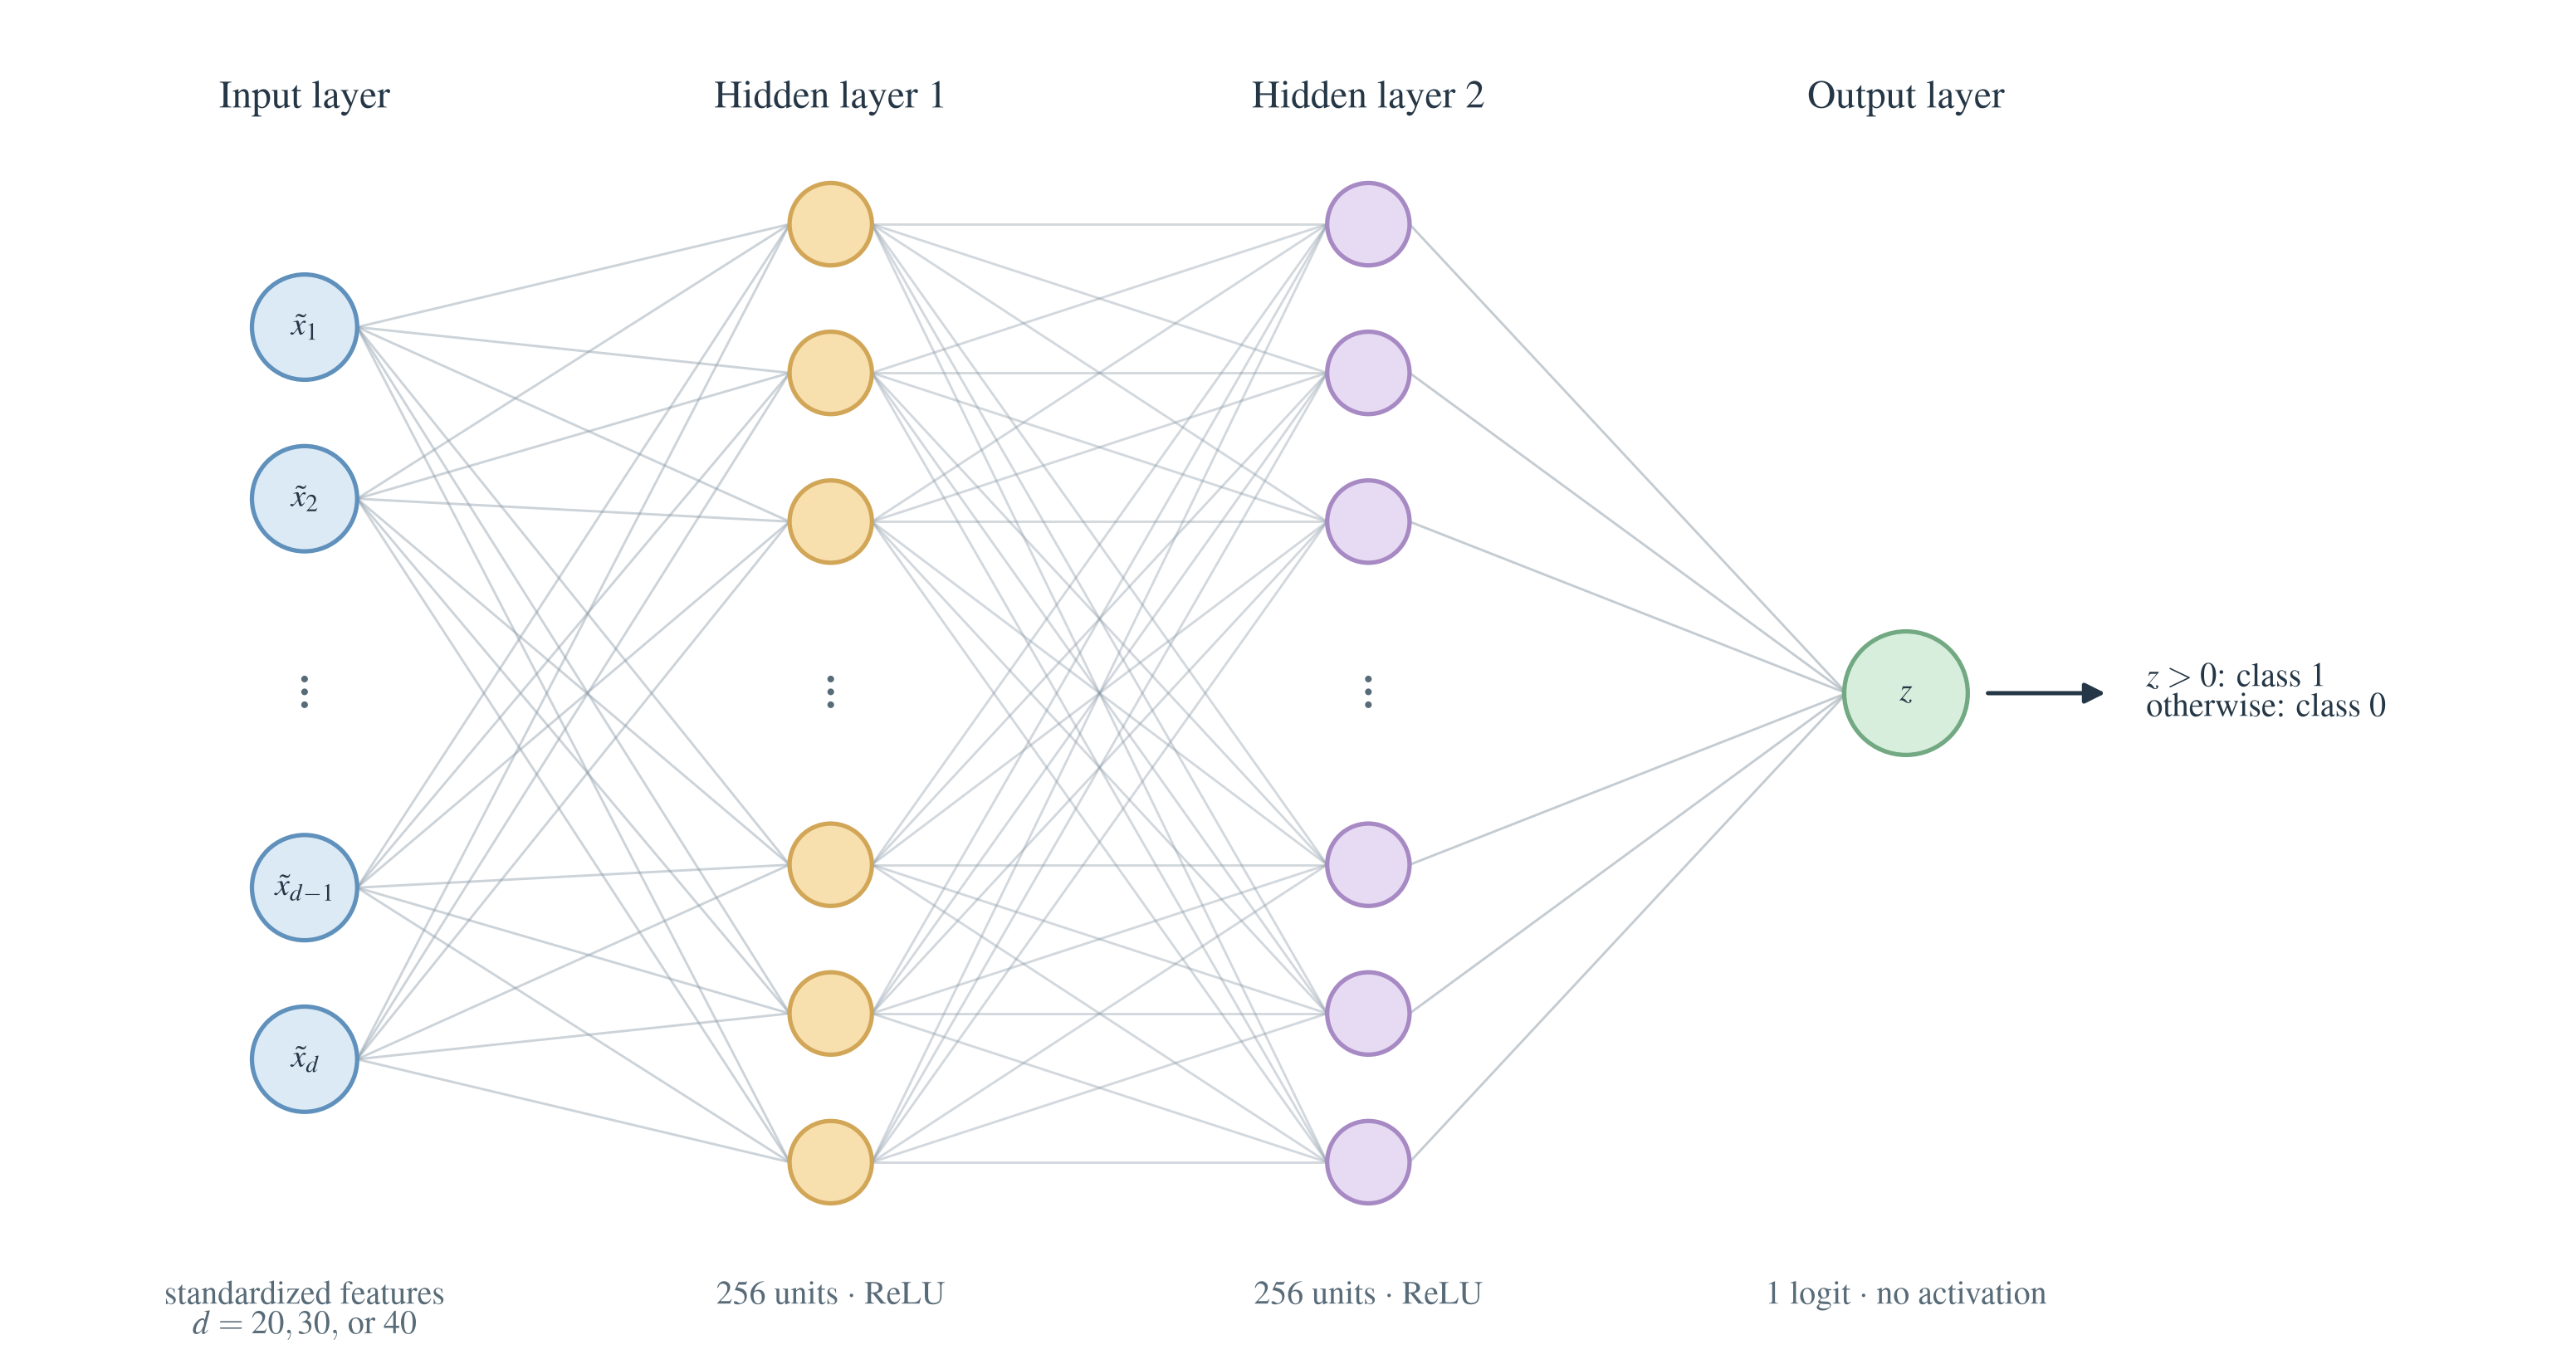 Input layer
Hidden layer 1
Hidden layer 2
Output layer
x̃₁
x̃₂
⋮
⋮
⋮
z
z > 0: class 1
otherwise: class 0
x̃_{d−1}
x̃_d
standardized features
d = 20, 30, or 40
256 units · ReLU
256 units · ReLU
1 logit · no activation